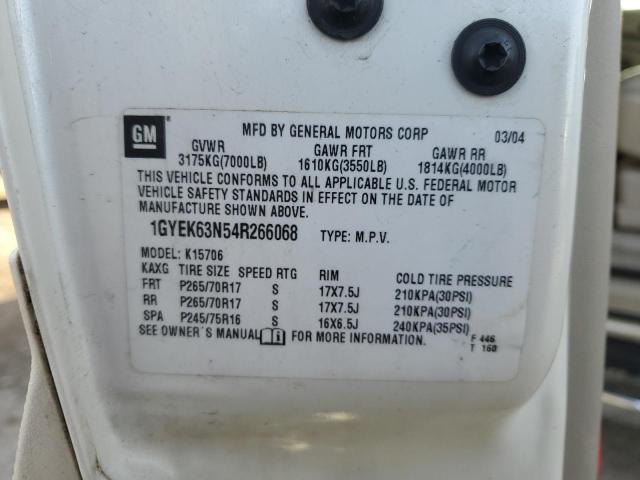 GM ® MFD BY GENERAL MOTORS CORP 03/04
GVWR GAWR FRT GAWR RR
3175KG(7000LB) 1610KG(3550LB) 1814KG(4000LB)
THIS VEHICLE CONFORMS TO ALL APPLICABLE U.S. FEDERAL MOTOR
VEHICLE SAFETY STANDARDS IN EFFECT ON THE DATE OF
MANUFACTURE SHOWN ABOVE.
1GYEK63N54R266068 TYPE: M.P.V.
MODEL: K15706
KAXG TIRE SIZE SPEED RTG RIM COLD TIRE PRESSURE
FRT P265/70R17 S 17X7.5J 210KPA(30PSI)
RR P265/70R17 S 17X7.5J 210KPA(30PSI)
SPA P245/75R16 S 16X6.5J 240KPA(35PSI)
SEE OWNER'S MANUAL FOR MORE INFORMATION. F 446
T 160